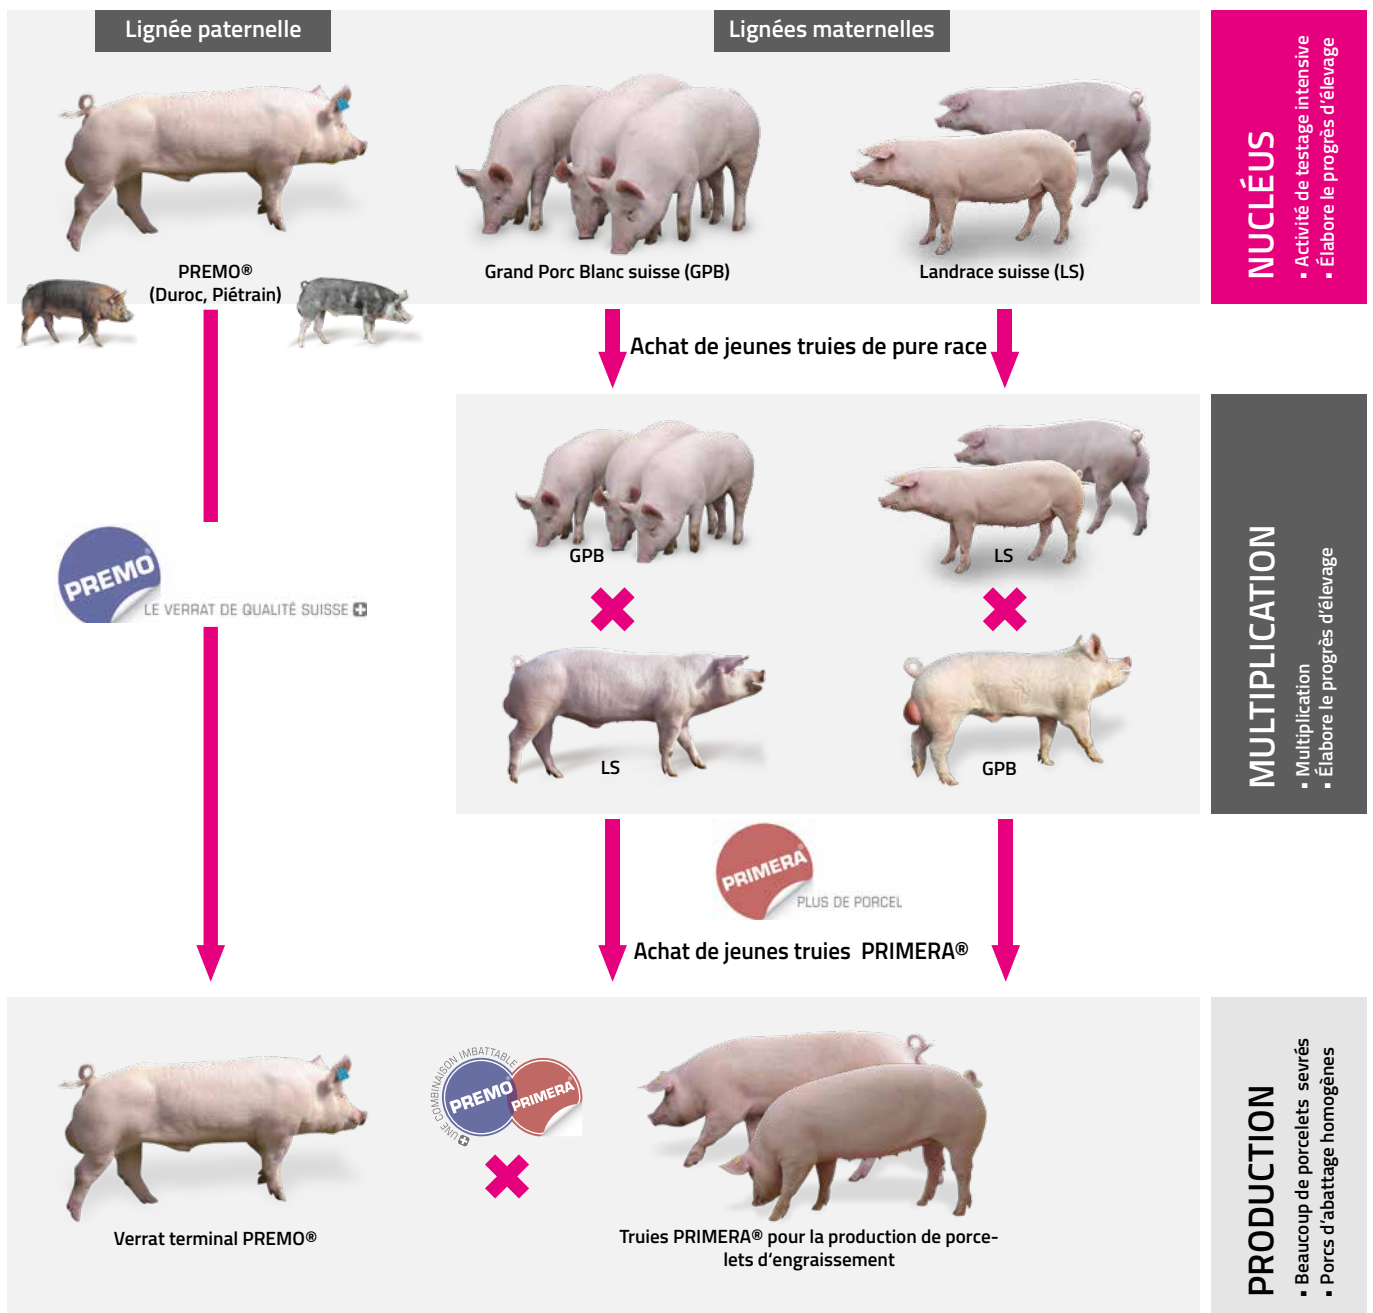 Lignée paternelle
Lignées maternelles
PREMO®
(Duroc, Piétrain)
Grand Porc Blanc suisse (GPB)
Landrace suisse (LS)
NUCLÉUS
▪ Activité de testage intensive
▪ Élabore le progrès d'élevage
Achat de jeunes truies de pure race
PREMO®
LE VERRAT DE QUALITÉ SUISSE
GPB
LS
LS
GPB
MULTIPLICATION
▪ Multiplication
▪ Élabore le progrès d'élevage
PRIMERA
PLUS DE PORCEL
Achat de jeunes truies PRIMERA®
UNE COMBINAISON IMBATTABLE
PREMO®
PRIMERA
Verrat terminal PREMO®
Truies PRIMERA® pour la production de porce-
lets d'engraissement
PRODUCTION
▪ Beaucoup de porcelets sevrés
▪ Porcs d'abattage homogènes